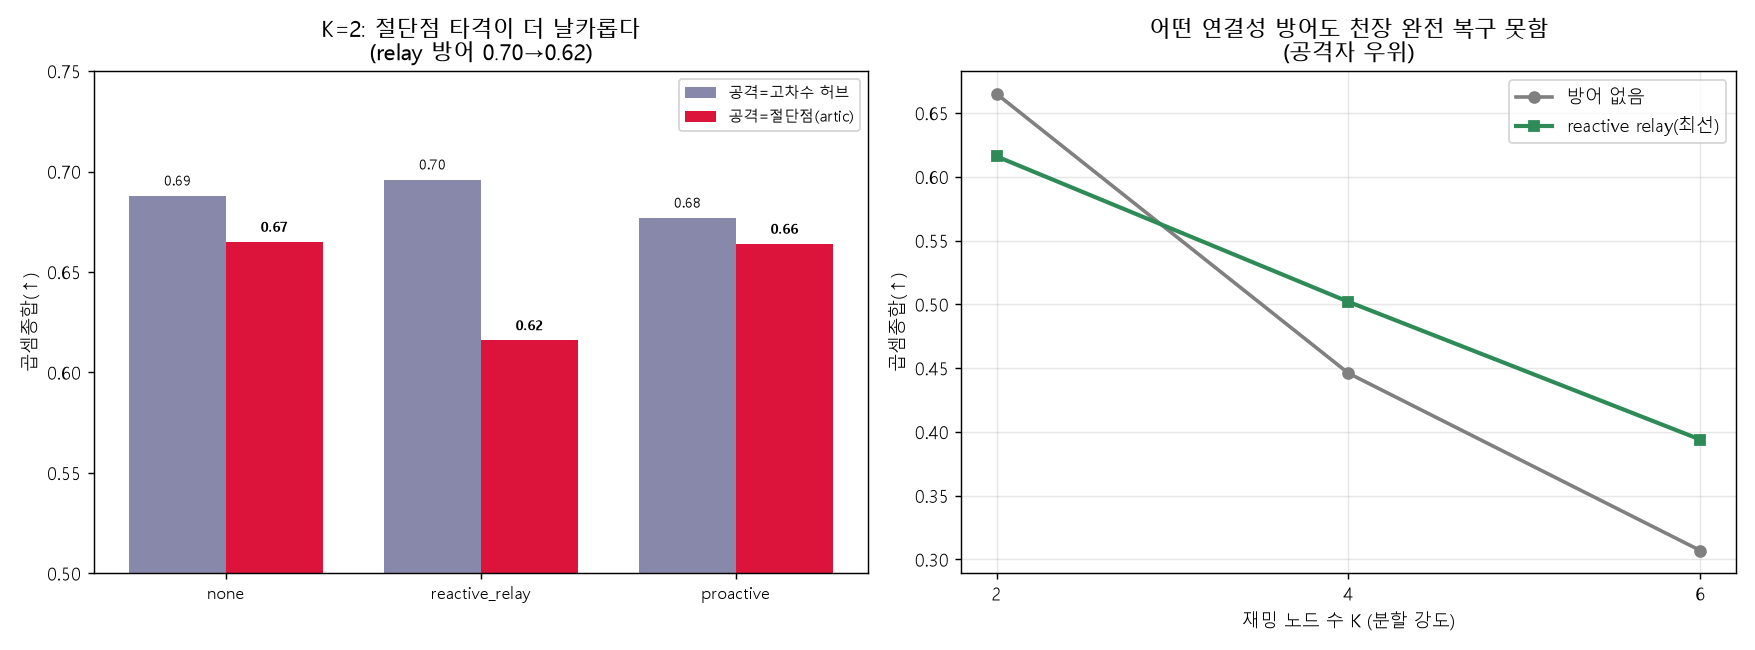 K=2: 절단점 타격이 더 날카롭다
(relay 방어 0.70→0.62)
곱셈종합(↑)
0.75
0.70
0.65
0.60
0.55
0.50
공격=고차수 허브
공격=절단점(artic)
0.69
0.67
0.70
0.62
0.68
0.66
none
reactive_relay
proactive
어떤 연결성 방어도 천장 완전 복구 못함
(공격자 우위)
곱셈종합(↑)
0.65
0.60
0.55
0.50
0.45
0.40
0.35
0.30
방어 없음
reactive relay(최선)
2
4
6
재밍 노드 수 K (분할 강도)